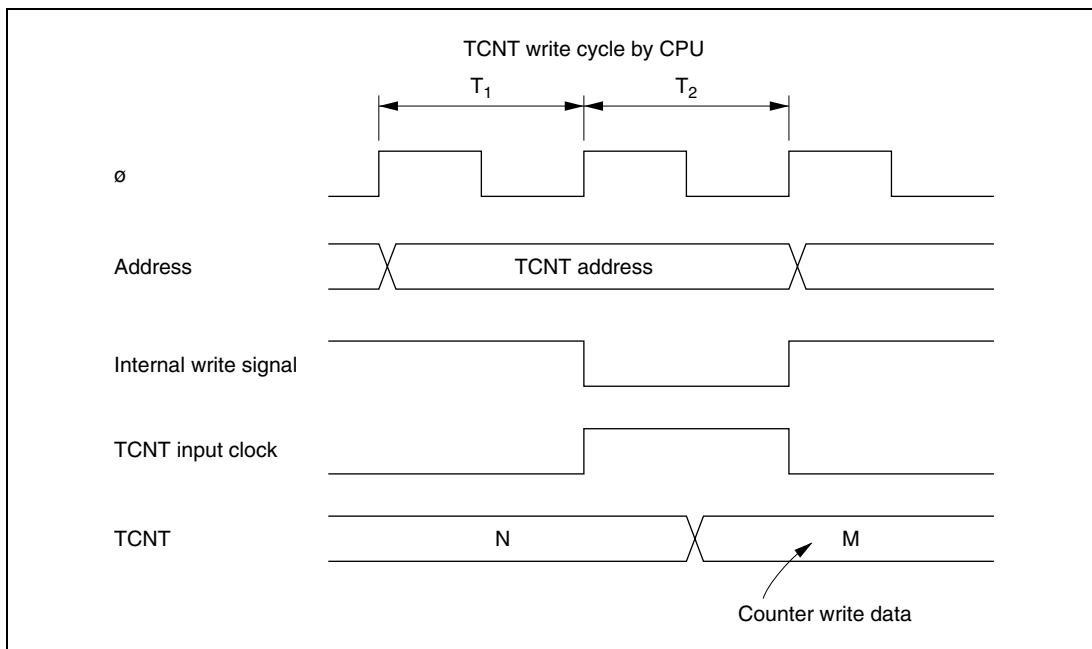 TCNT write cycle by CPU
T1 T2
ø
Address TCNT address
Internal write signal
TCNT input clock
TCNT N M
Counter write data